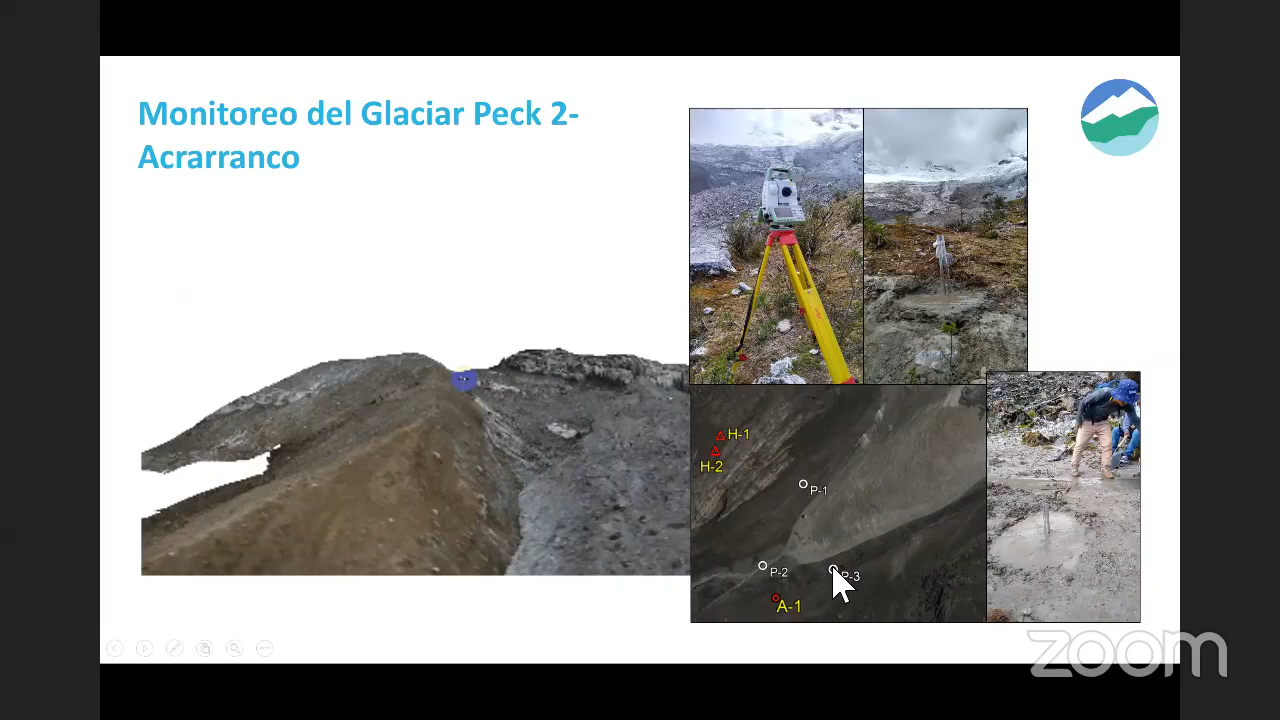 Monitoreo del Glaciar Peck 2-
Acrarranco
H-1
H-2
P-1
P-2
P-3
A-1
zoom